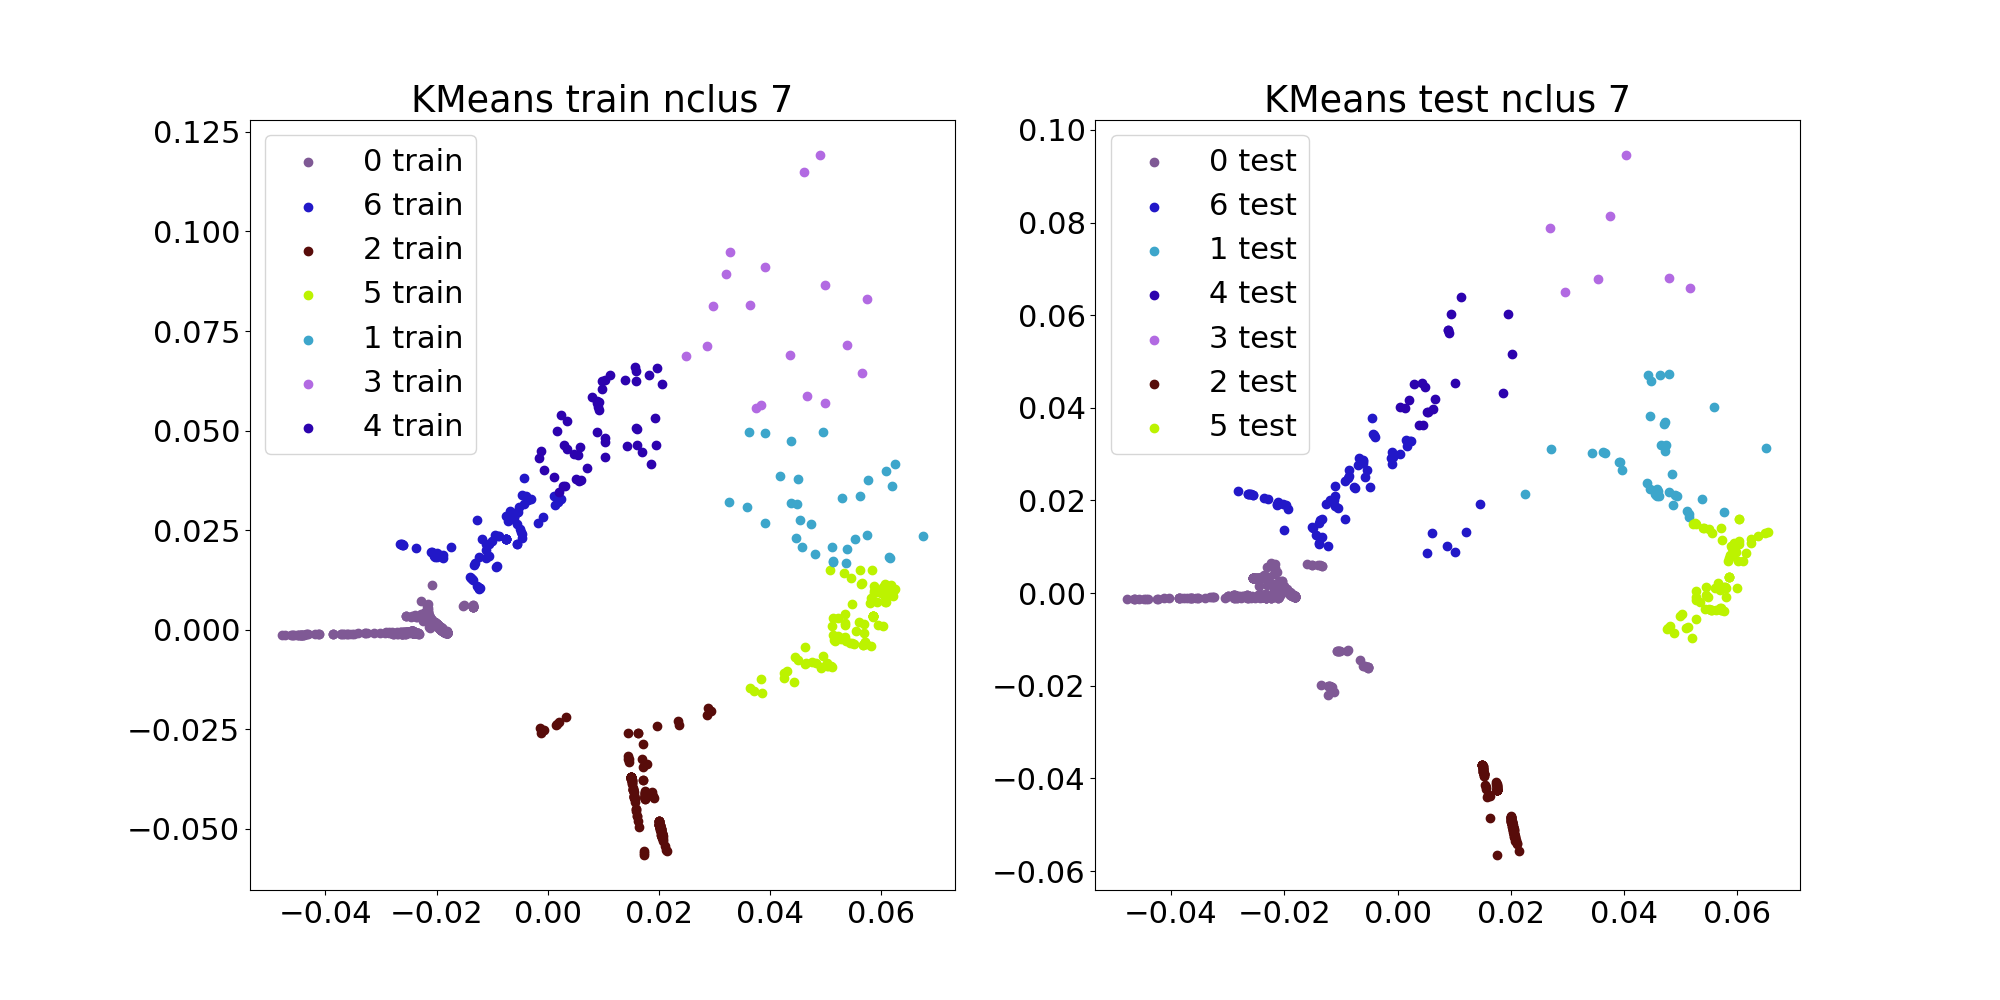 KMeans train nclus 7
0.125
0.100
0.075
0.050
0.025
0.000
−0.025
−0.050
−0.04
−0.02
0.00
0.02
0.04
0.06
0 train
6 train
2 train
5 train
1 train
3 train
4 train
KMeans test nclus 7
0.10
0.08
0.06
0.04
0.02
0.00
−0.02
−0.04
−0.06
−0.04
−0.02
0.00
0.02
0.04
0.06
0 test
6 test
1 test
4 test
3 test
2 test
5 test